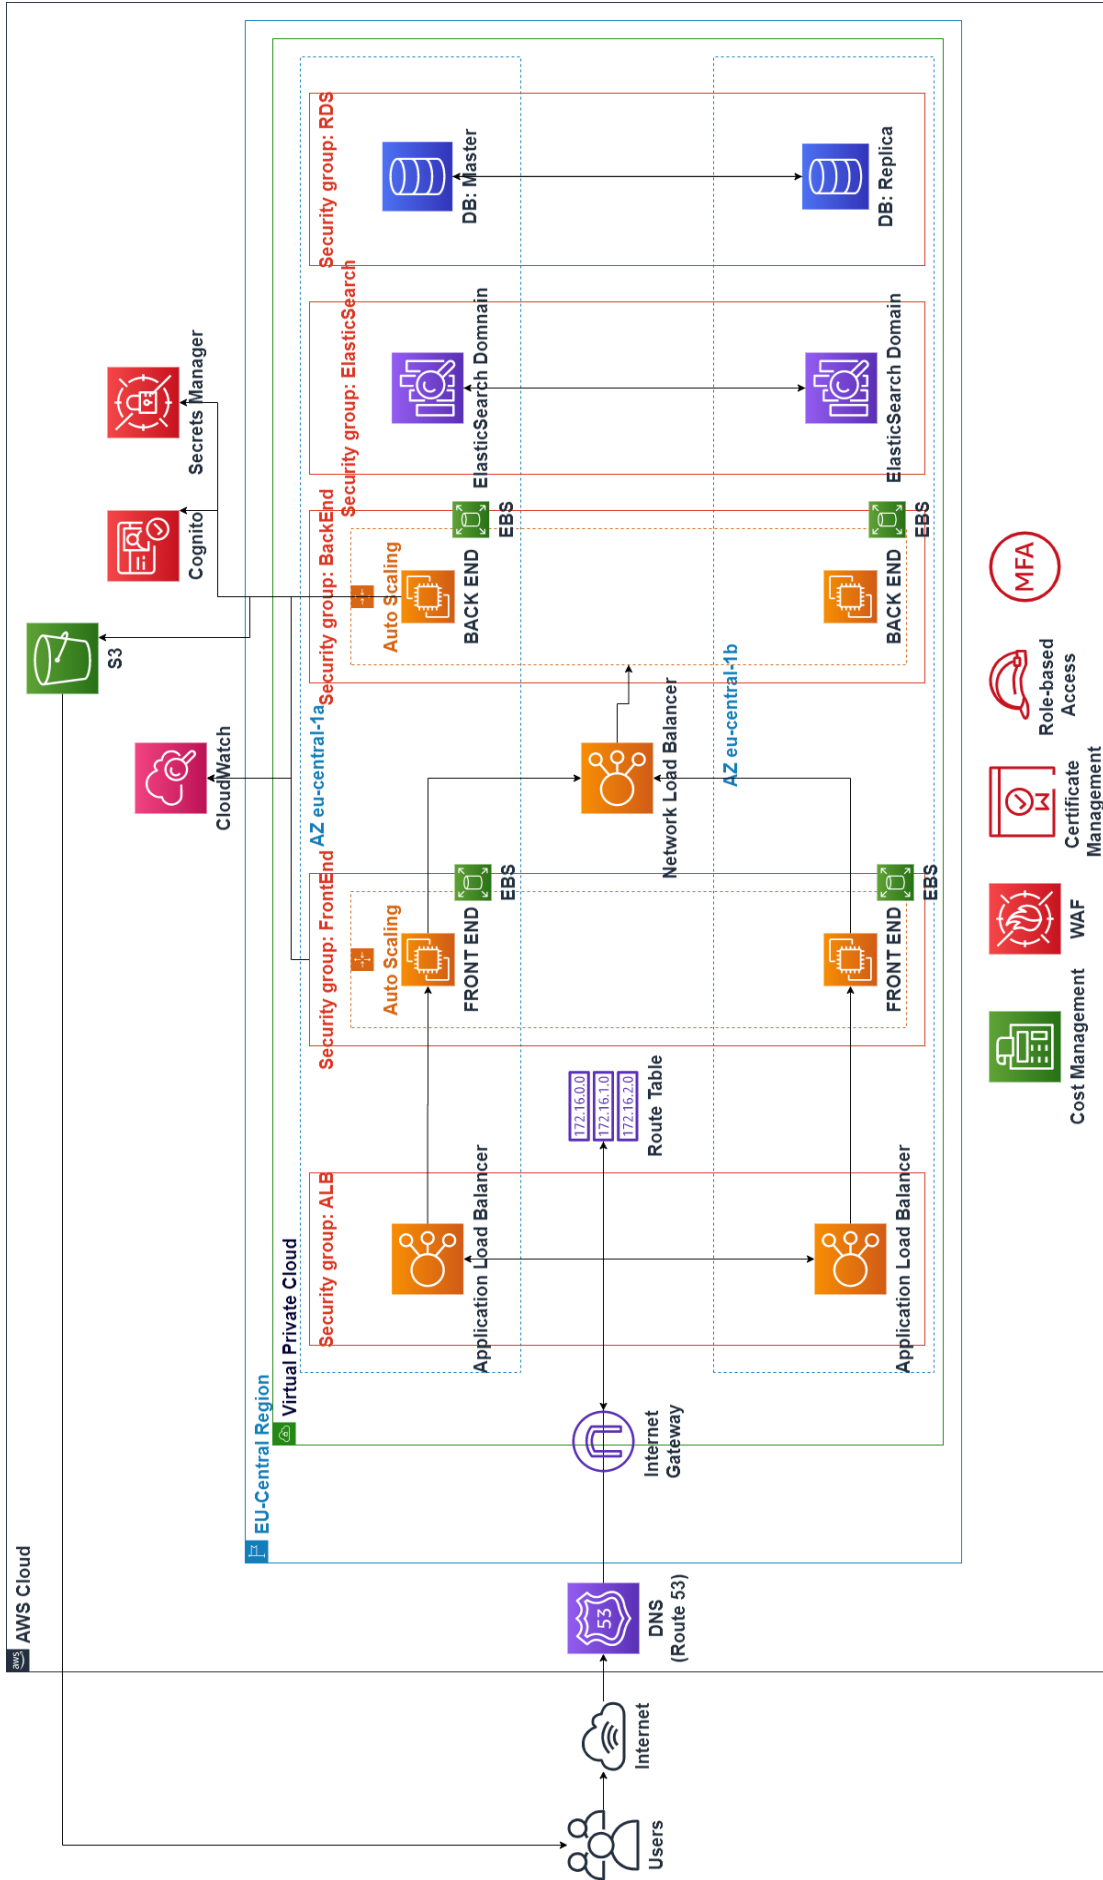 aws
AWS Cloud
Users
Internet
DNS
(Route 53)
53
EU-Central Region
Virtual Private Cloud
Internet
Gateway
S3
CloudWatch
Cognito
Secrets Manager
AZ eu-central-1a
AZ eu-central-1b
Security group: ALB
Application Load Balancer
Application Load Balancer
172.16.0.0
172.16.1.0
172.16.2.0
Route Table
Security group: FrontEnd
Auto Scaling
FRONT END
EBS
FRONT END
EBS
Network Load Balancer
Security group: BackEnd
Auto Scaling
BACK END
EBS
BACK END
EBS
Security group: ElasticSearch
ElasticSearch Domnain
ElasticSearch Domain
Security group: RDS
DB: Master
DB: Replica
Cost Management
WAF
Certificate
Management
Role-based
Access
MFA